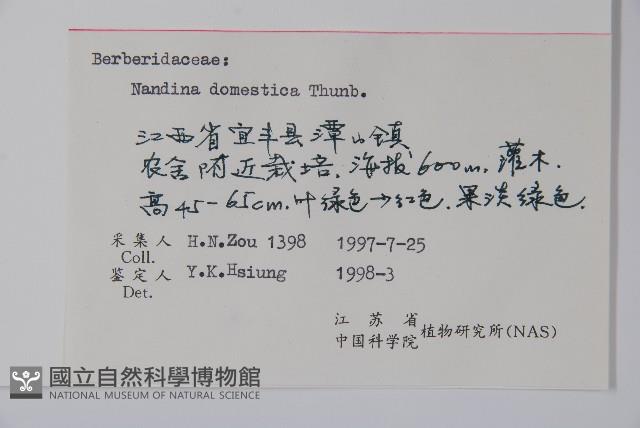 Berberidaceae:
Nandina domestica Thunb.
江西省宜丰县潭山镇
农舍附近栽培.海拔600m.灌木.
高45-65cm.叶绿色→红色.果淡绿色.
采集人 H.N.Zou 1398 1997-7-25
Coll.
鉴定人 Y.K.Hsiung 1998-3
Det.
江苏省
中国科学院 植物研究所(NAS)
國立自然科學博物館
NATIONAL MUSEUM OF NATURAL SCIENCE